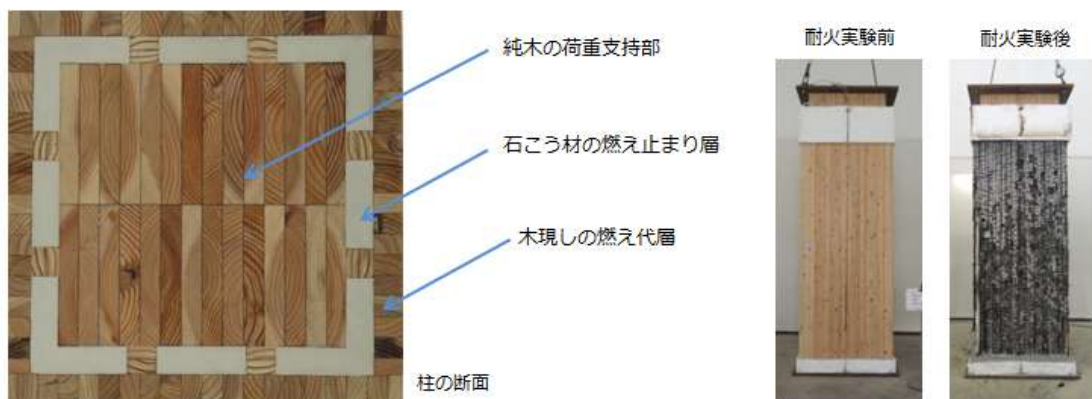 純木の荷重支持部
石こう材の燃え止まり層
木現しの燃え代層
柱の断面
耐火実験前
耐火実験後